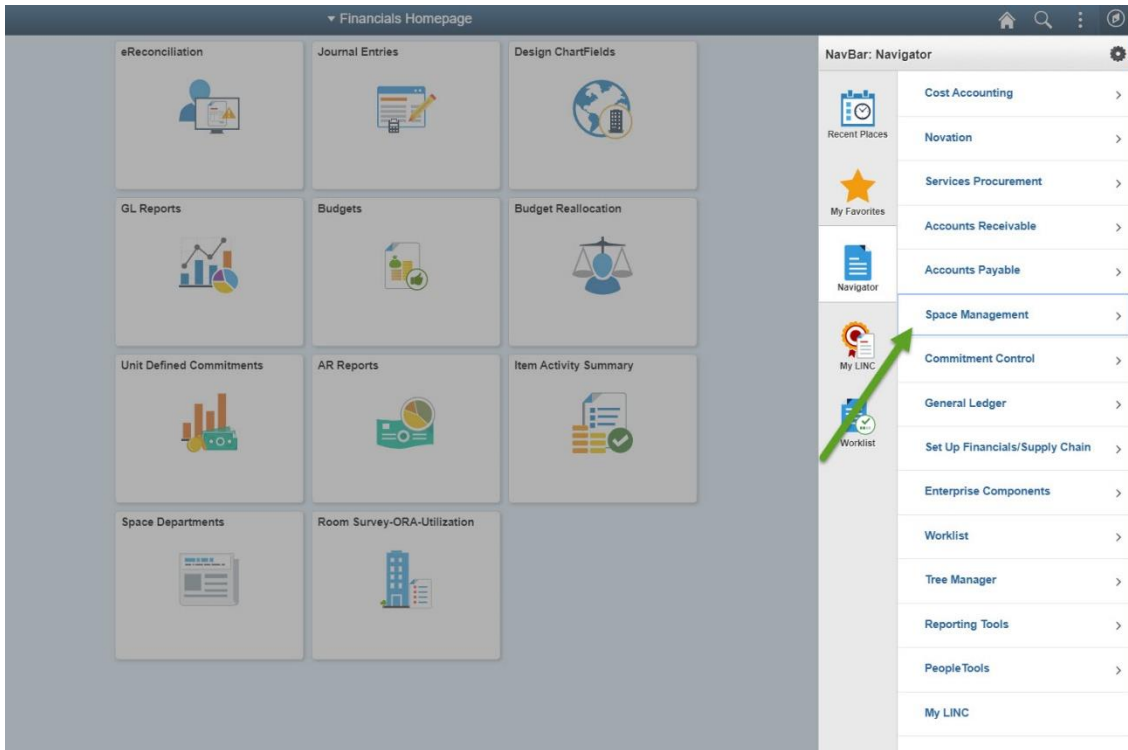 Financials Homepage
eReconciliation
Journal Entries
Design ChartFields
GL Reports
Budgets
Budget Reallocation
Unit Defined Commitments
AR Reports
Item Activity Summary
Space Departments
Room Survey-ORA-Utilization
NavBar: Navigator
Recent Places
My Favorites
Navigator
My LINC
Worklist
Cost Accounting
Novation
Services Procurement
Accounts Receivable
Accounts Payable
Space Management
Commitment Control
General Ledger
Set Up Financials/Supply Chain
Enterprise Components
Worklist
Tree Manager
Reporting Tools
PeopleTools
My LINC